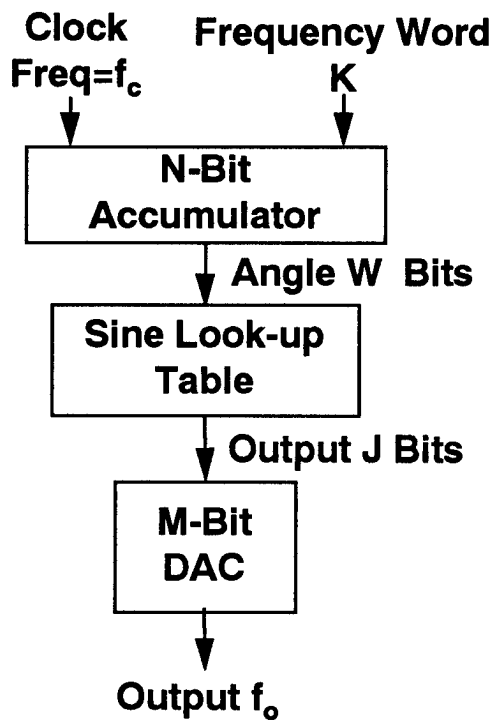 Clock
Freq=fc
Frequency Word
K
N-Bit
Accumulator
Angle W Bits
Sine Look-up
Table
Output J Bits
M-Bit
DAC
Output fo